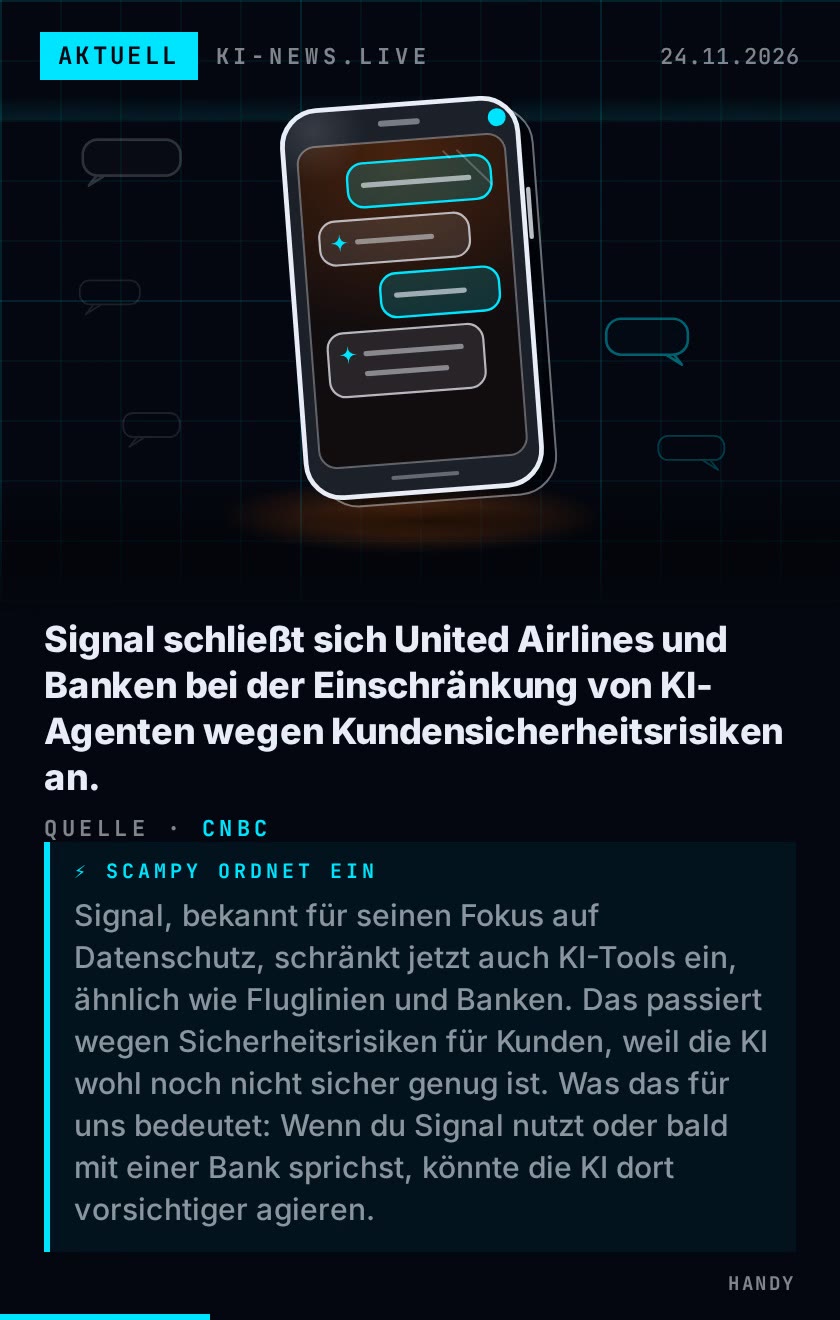 AKTUELL KI-NEWS.LIVE 24.11.2026
Signal schließt sich United Airlines und
Banken bei der Einschränkung von KI-
Agenten wegen Kundensicherheitsrisiken
an.
QUELLE · CNBC
⚡ SCAMPY ORDNET EIN
Signal, bekannt für seinen Fokus auf
Datenschutz, schränkt jetzt auch KI-Tools ein,
ähnlich wie Fluglinien und Banken. Das passiert
wegen Sicherheitsrisiken für Kunden, weil die KI
wohl noch nicht sicher genug ist. Was das für
uns bedeutet: Wenn du Signal nutzt oder bald
mit einer Bank sprichst, könnte die KI dort
vorsichtiger agieren.
HANDY